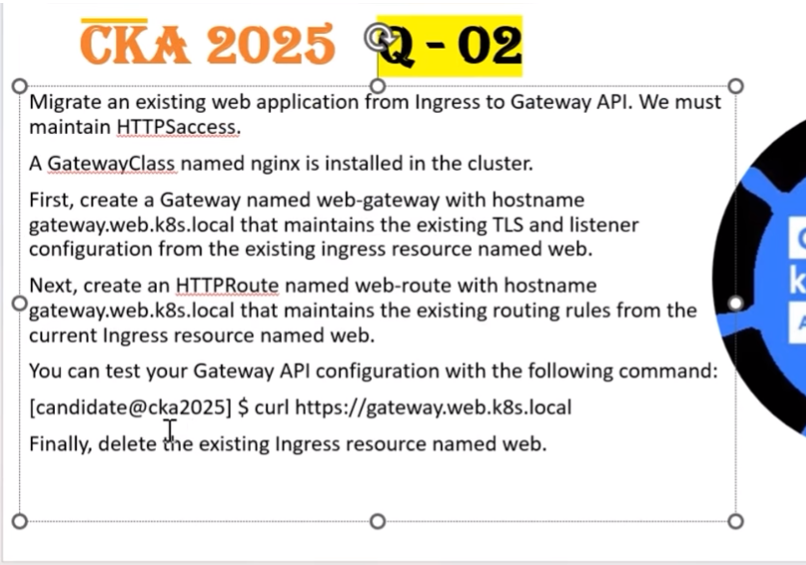 CKA 2025 Q - 02
Migrate an existing web application from Ingress to Gateway API. We must
maintain HTTPSaccess.
A GatewayClass named nginx is installed in the cluster.
First, create a Gateway named web-gateway with hostname
gateway.web.k8s.local that maintains the existing TLS and listener
configuration from the existing ingress resource named web.
Next, create an HTTPRoute named web-route with hostname
gateway.web.k8s.local that maintains the existing routing rules from the
current Ingress resource named web.
You can test your Gateway API configuration with the following command:
[candidate@cka2025] $ curl https://gateway.web.k8s.local
Finally, delete the existing Ingress resource named web.